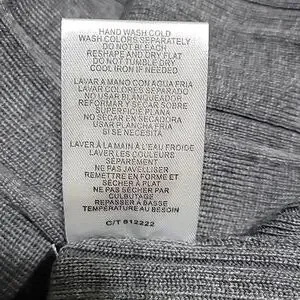 HAND WASH COLD
WASH COLORS SEPARATELY
DO NOT BLEACH
RESHAPE AND DRY FLAT
DO NOT TUMBLE DRY
COOL IRON IF NEEDED
LAVAR A MANO CON AGUA FRIA
LAVAR COLORES SEPARADOS
NO USAR BLANQUEADOR
REFORMAR Y SECAR SOBRE
SUPERFICIE PLANA
NO SECAR EN SECADORA
USAR PLANCHA FRIA
SI SE NECESITA
LAVER À LA MAIN À L'EAU FROIDE
LAVER LES COULEURS
SÉPARÉMENT
NE PAS JAVELLISER
REMETTRE EN FORME ET
SÉCHER À PLAT
NE PAS SÉCHER PAR
CULBUTAGE
REPASSER A BASSE
TEMPÉRATURE AU BESOIN
C/T 612222